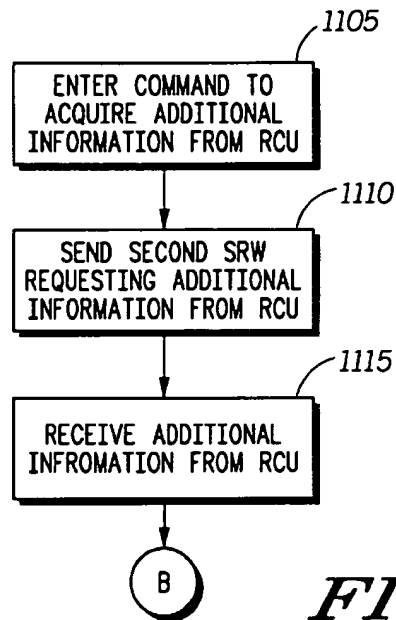 1105
ENTER COMMAND TO
ACQUIRE ADDITIONAL
INFORMATION FROM RCU
1110
SEND SECOND SRW
REQUESTING ADDITIONAL
INFORMATION FROM RCU
1115
RECEIVE ADDITIONAL
INFROMATION FROM RCU
B